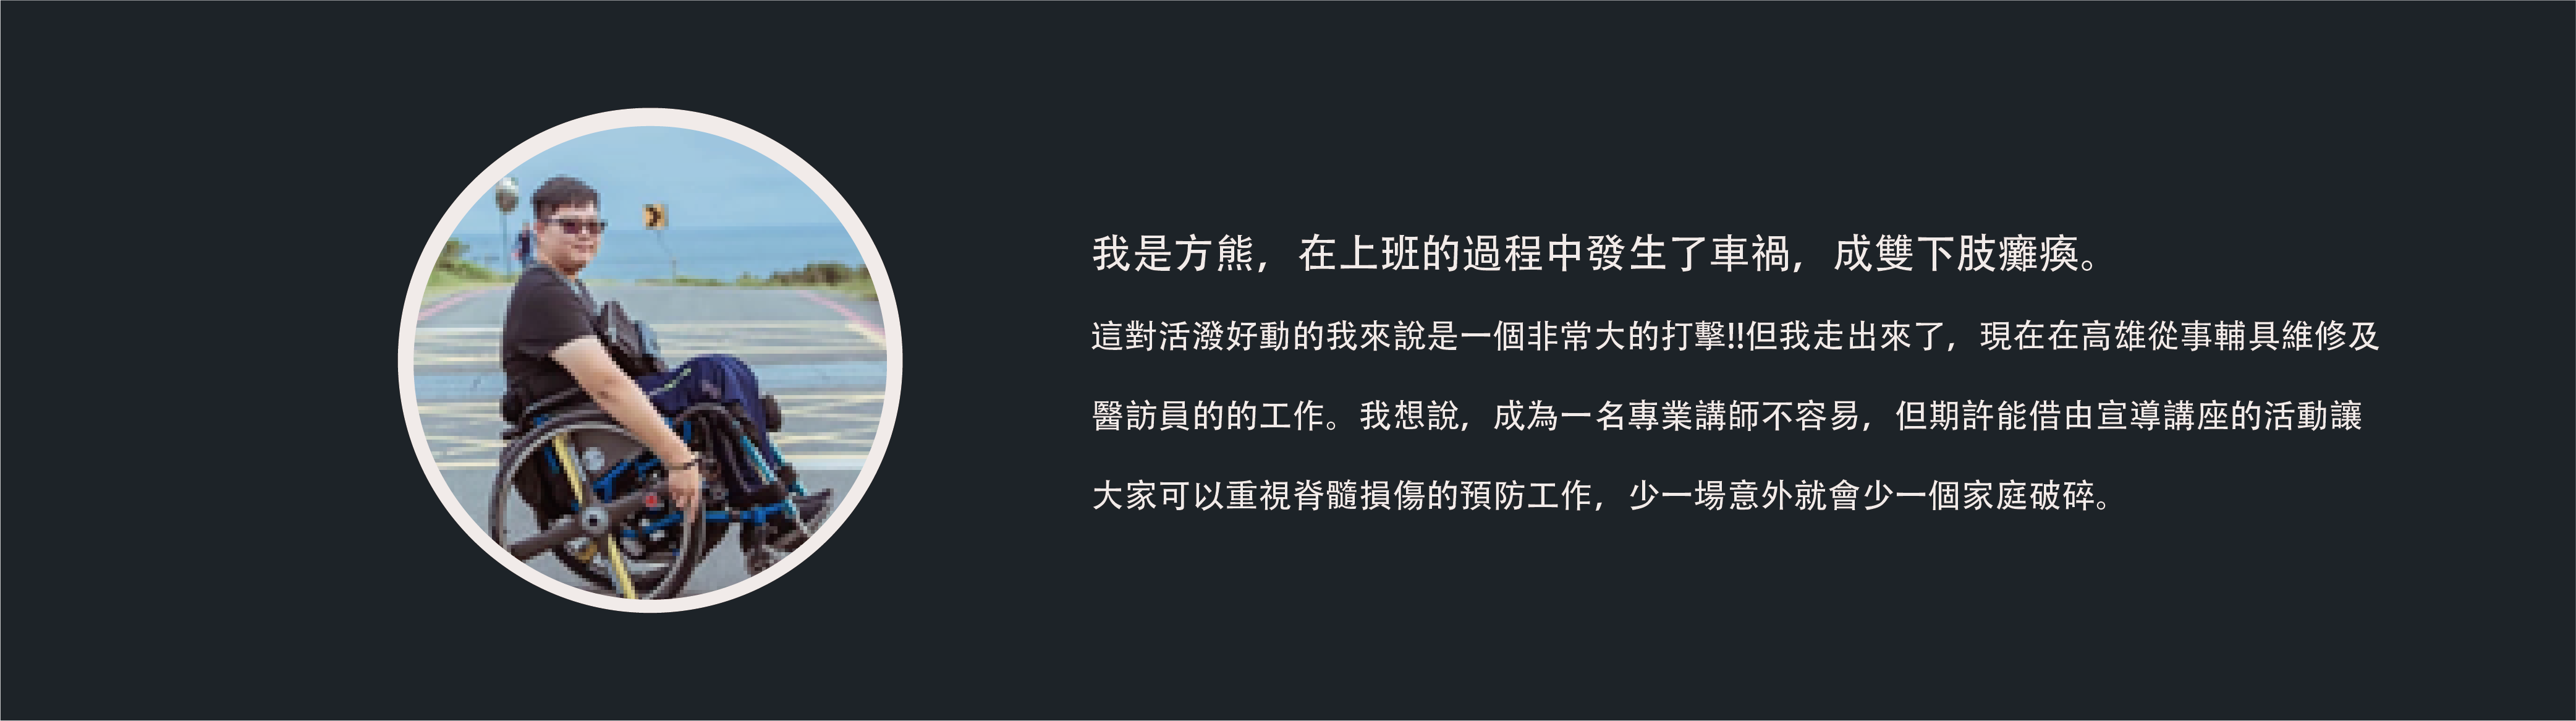 我是方熊，在上班的過程中發生了車禍，成雙下肢癱瘓。
這對活潑好動的我來說是一個非常大的打擊!!但我走出來了，現在在高雄從事輔具維修及
醫訪員的的工作。我想說，成為一名專業講師不容易，但期許能借由宣導講座的活動讓
大家可以重視脊髓損傷的預防工作，少一場意外就會少一個家庭破碎。